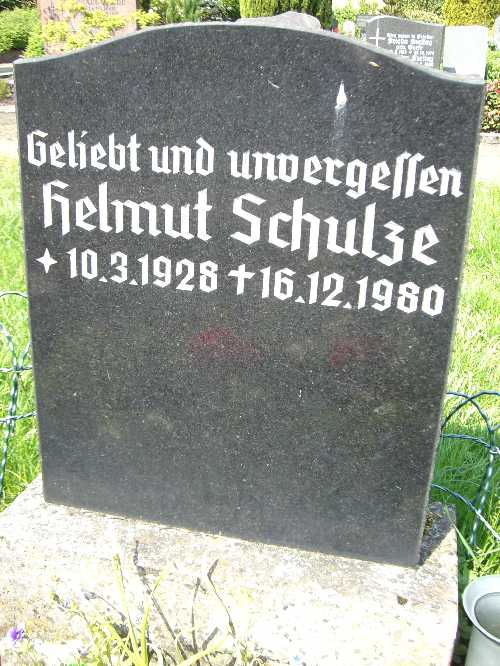 Geliebt und unvergessen
Helmut Schulze
✦ 10.3.1928 ✝ 16.12.1980